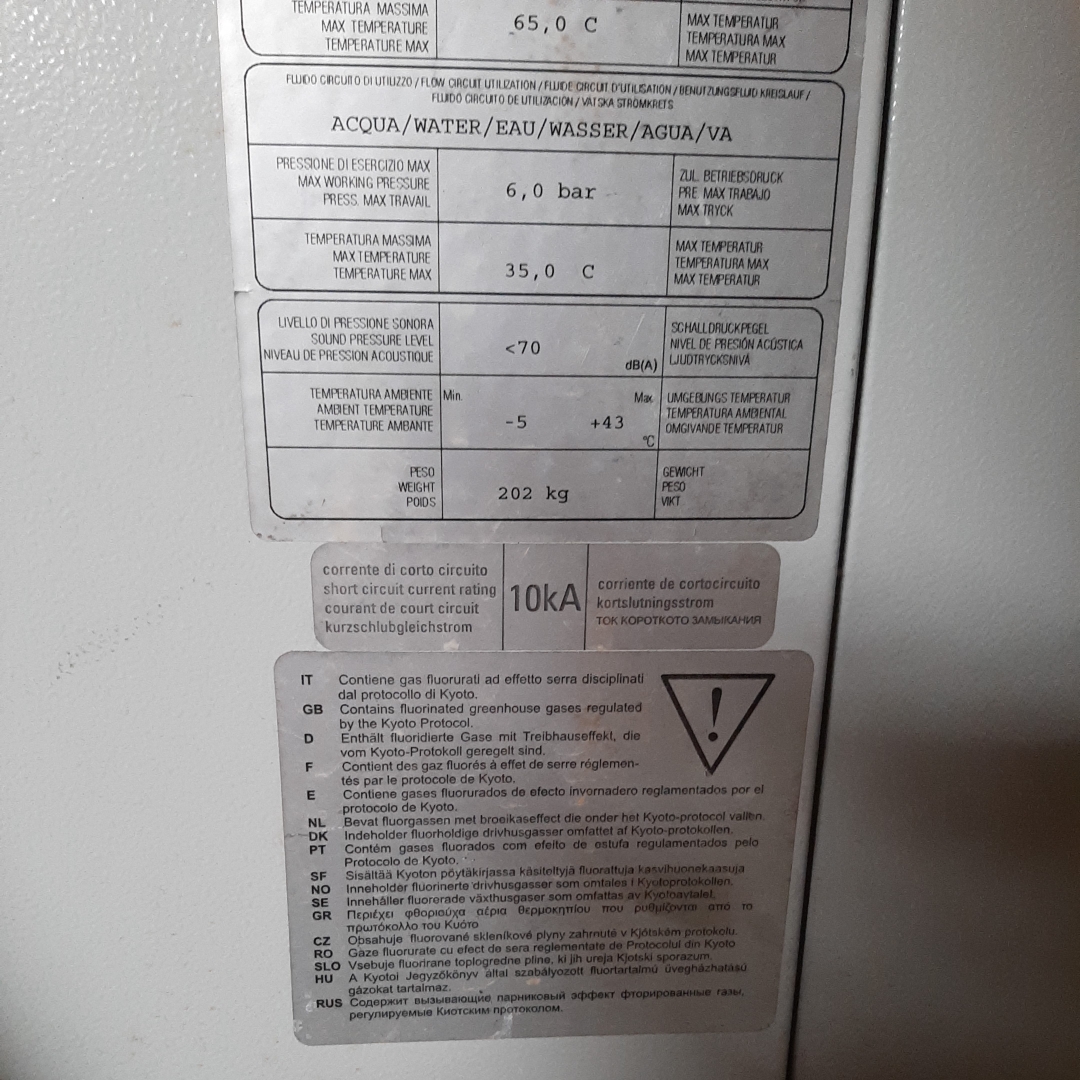 TEMPERATURA MASSIMA
MAX TEMPERATURE
TEMPERATURE MAX
65,0 C
MAX TEMPERATUR
TEMPERATURA MAX
MAX TEMPERATUR
FLUIDO CIRCUITO DI UTILIZZO / FLOW CIRCUIT UTILIZATION / FLUIDE CIRCUIT D'UTILISATION / BENUTZUNGSFLUID KREISLAUF /
FLUIDO CIRCUITO DE UTILIZACIÓN / VATSKA STROMKRETS
ACQUA/WATER/EAU/WASSER/AGUA/VA
PRESSIONE DI ESERCIZIO MAX
MAX WORKING PRESSURE
PRESS. MAX TRAVAIL
6,0 bar
ZUL. BETRIEBSDRUCK
PRE. MAX TRABAJO
MAX TRYCK
TEMPERATURA MASSIMA
MAX TEMPERATURE
TEMPERATURE MAX
35,0 C
MAX TEMPERATUR
TEMPERATURA MAX
MAX TEMPERATUR
LIVELLO DI PRESSIONE SONORA
SOUND PRESSURE LEVEL
NIVEAU DE PRESSION ACOUSTIQUE
<70
dB(A)
SCHALLDRUCKPEGEL
NIVEL DE PRESIÓN ACÚSTICA
LJUDTRYCKSNIVÅ
TEMPERATURA AMBIENTE
AMBIENT TEMPERATURE
TEMPERATURE AMBANTE
Min. Max.
-5 +43
°C
UMGEBUNGS TEMPERATUR
TEMPERATURA AMBIENTAL
OMGIVANDE TEMPERATUR
PESO
WEIGHT
POIDS
202 kg
GEWICHT
PESO
VIKT
corrente di corto circuito
short circuit current rating
courant de court circuit
kurzschlubgleichstrom
10kA
corriente de cortocircuito
kortslutningsstrom
ТОК КОРОТКОТО ЗАМЫКАНИЯ
IT Contiene gas fluorurati ad effetto serra disciplinati
dal protocollo di Kyoto.
GB Contains fluorinated greenhouse gases regulated
by the Kyoto Protocol.
D Enthält fluoridierte Gase mit Treibhauseffekt, die
vom Kyoto-Protokoll geregelt sind.
F Contient des gaz fluorés à effet de serre réglemen-
tés par le protocole de Kyoto.
E Contiene gases fluorurados de efecto invornadero reglamentados por el
protocolo de Kyoto.
NL Bevat fluorgassen met broeikaseffect die onder het Kyoto-protocol vallen.
DK Indeholder fluorholdige drivhusgasser omfattet af Kyoto-protokollen.
PT Contém gases fluorados com efeito de estufa regulamentados pelo
Protocolo de Kyoto.
SF Sisältää Kyoton pöytäkirjassa käsiteltyjä fluorattuja kasvihuonekaasuja
NO Inneholder fluorinerte drivhusgasser som omtales i Kyotoprotokollen.
SE Innehåller fluorerade växthusgaser som omfattas av Kyotoavtalet.
GR Περιέχει φθοριούχα αέρια θερμοκηπίου που ρυθμίζονται από το
πρωτόκολλο του Κυότο
CZ Obsahuje fluorované skleníkové plyny zahrnuté v Kjótském protokolu.
RO Gaze fluorurate cu efect de sera reglementate de Protocolul din Kyoto
SLO Vsebuje fluorirane toplogredne pline, ki jih ureja Kjotski sporazum.
HU A Kyotoi Jegyzőkönyv által szabályozott fluortartalmú üvegházhatású
gázokat tartalmaz.
RUS Содержит вызывающие парниковый эффект фторированные газы,
регулируемые Киотским протоколом.